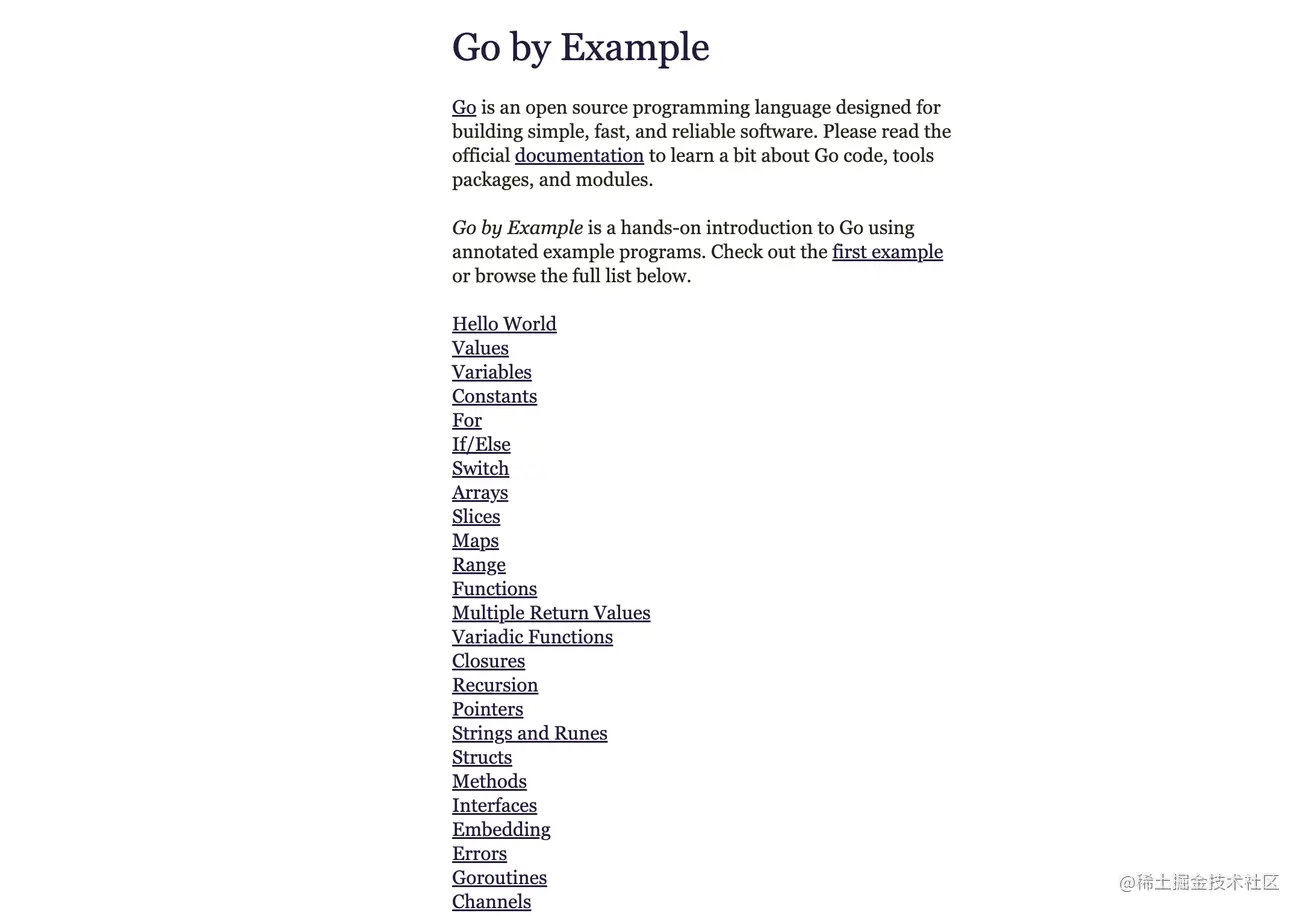 Go by Example
Go is an open source programming language designed for
building simple, fast, and reliable software. Please read the
official documentation to learn a bit about Go code, tools
packages, and modules.
Go by Example is a hands-on introduction to Go using
annotated example programs. Check out the first example
or browse the full list below.
Hello World
Values
Variables
Constants
For
If/Else
Switch
Arrays
Slices
Maps
Range
Functions
Multiple Return Values
Variadic Functions
Closures
Recursion
Pointers
Strings and Runes
Structs
Methods
Interfaces
Embedding
Errors
Goroutines
Channels
@稀土掘金技术社区